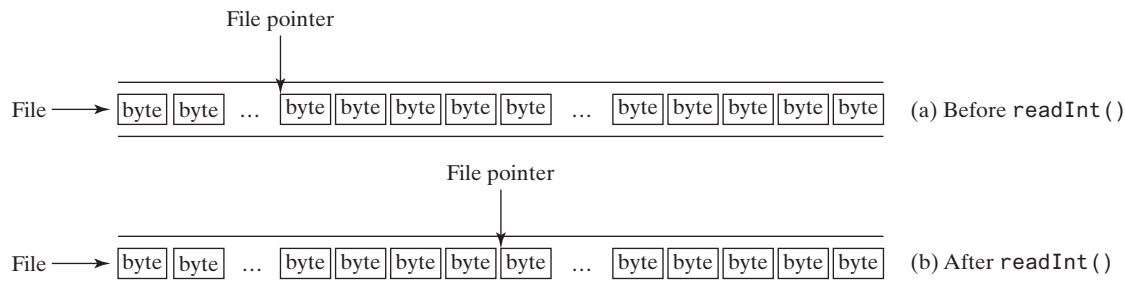 File pointer
File byte byte … byte byte byte byte byte … byte byte byte byte byte (a) Before readInt()
File pointer
File byte byte … byte byte byte byte byte … byte byte byte byte byte (b) After readInt()